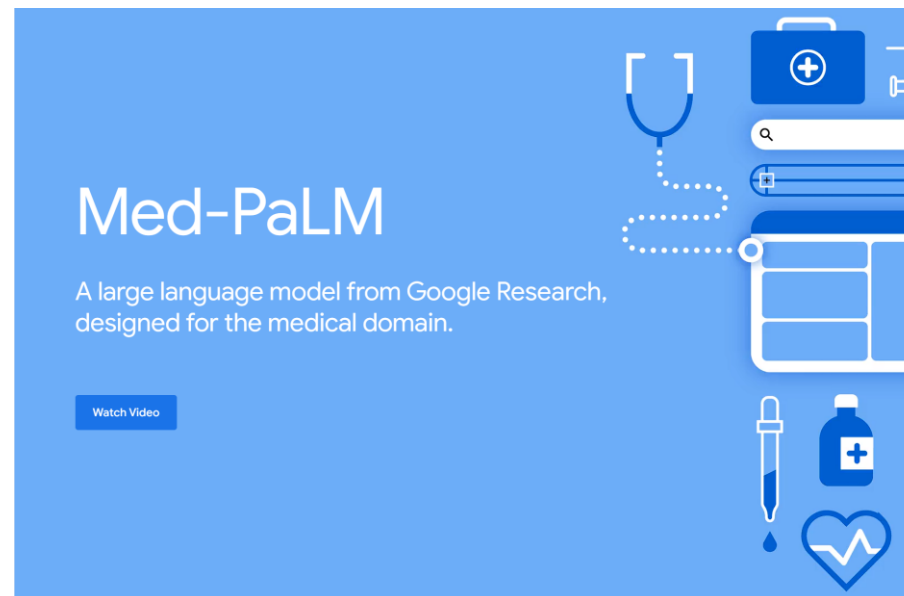 Med-PaLM
A large language model from Google Research,
designed for the medical domain.
Watch Video